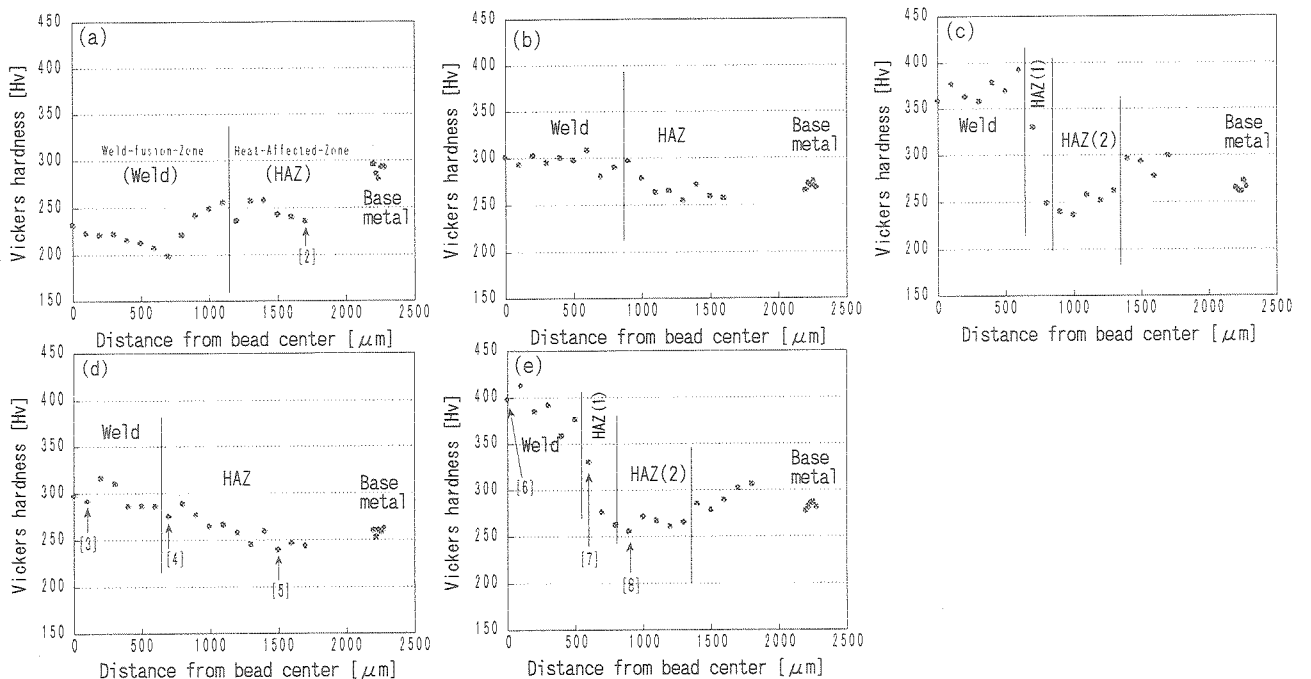 (a)
Vickers hardness [Hv]
450
400
350
300
250
200
150
Weld-fusion-Zone
(Weld)
Heat-Affected-Zone
(HAZ)
Base
metal
[2]
0 500 1000 1500 2000 2500
Distance from bead center [μm]
(b)
Vickers hardness [Hv]
450
400
350
300
250
200
150
Weld
HAZ
Base
metal
0 500 1000 1500 2000 2500
Distance from bead center [μm]
(c)
Vickers hardness [Hv]
450
400
350
300
250
200
150
Weld
HAZ(1)
HAZ(2)
Base
metal
0 500 1000 1500 2000 2500
Distance from bead center [μm]
(d)
Vickers hardness [Hv]
450
400
350
300
250
200
150
Weld
HAZ
Base
metal
[3]
[4]
[5]
0 500 1000 1500 2000 2500
Distance from bead center [μm]
(e)
Vickers hardness [Hv]
450
400
350
300
250
200
150
Weld
HAZ(1)
HAZ(2)
Base
metal
[6]
[7]
[8]
0 500 1000 1500 2000 2500
Distance from bead center [μm]